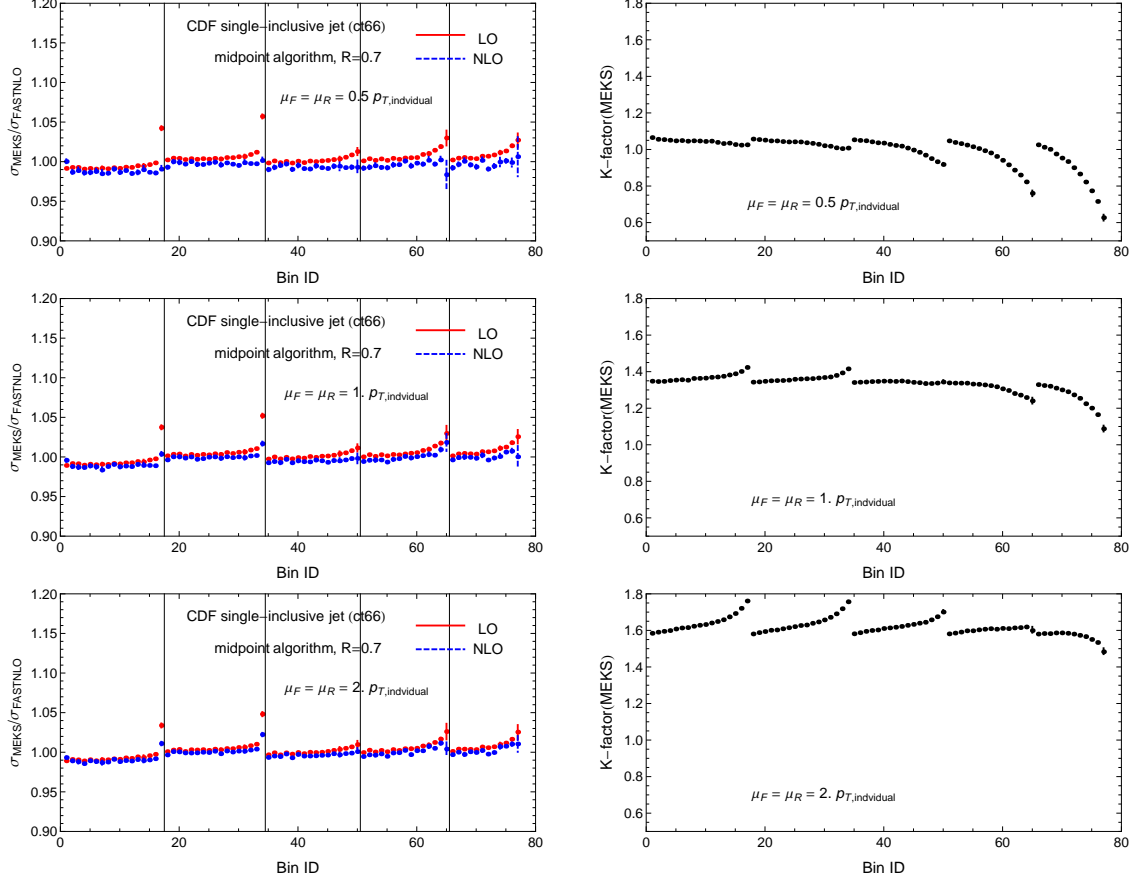 CDF single-inclusive jet (ct66)
midpoint algorithm, R=0.7
μF = μR = 0.5 pT,indvidual
LO
NLO
σMEKS/σFASTNLO
1.20
1.15
1.10
1.05
1.00
0.95
0.90
0 20 40 60 80
Bin ID
K-factor(MEKS)
1.8
1.6
1.4
1.2
1.0
0.8
0.6
μF = μR = 0.5 pT,indvidual
0 20 40 60 80
Bin ID
CDF single-inclusive jet (ct66)
midpoint algorithm, R=0.7
μF = μR = 1. pT,indvidual
LO
NLO
σMEKS/σFASTNLO
1.20
1.15
1.10
1.05
1.00
0.95
0.90
0 20 40 60 80
Bin ID
K-factor(MEKS)
1.8
1.6
1.4
1.2
1.0
0.8
0.6
μF = μR = 1. pT,indvidual
0 20 40 60 80
Bin ID
CDF single-inclusive jet (ct66)
midpoint algorithm, R=0.7
μF = μR = 2. pT,indvidual
LO
NLO
σMEKS/σFASTNLO
1.20
1.15
1.10
1.05
1.00
0.95
0.90
0 20 40 60 80
Bin ID
K-factor(MEKS)
1.8
1.6
1.4
1.2
1.0
0.8
0.6
μF = μR = 2. pT,indvidual
0 20 40 60 80
Bin ID